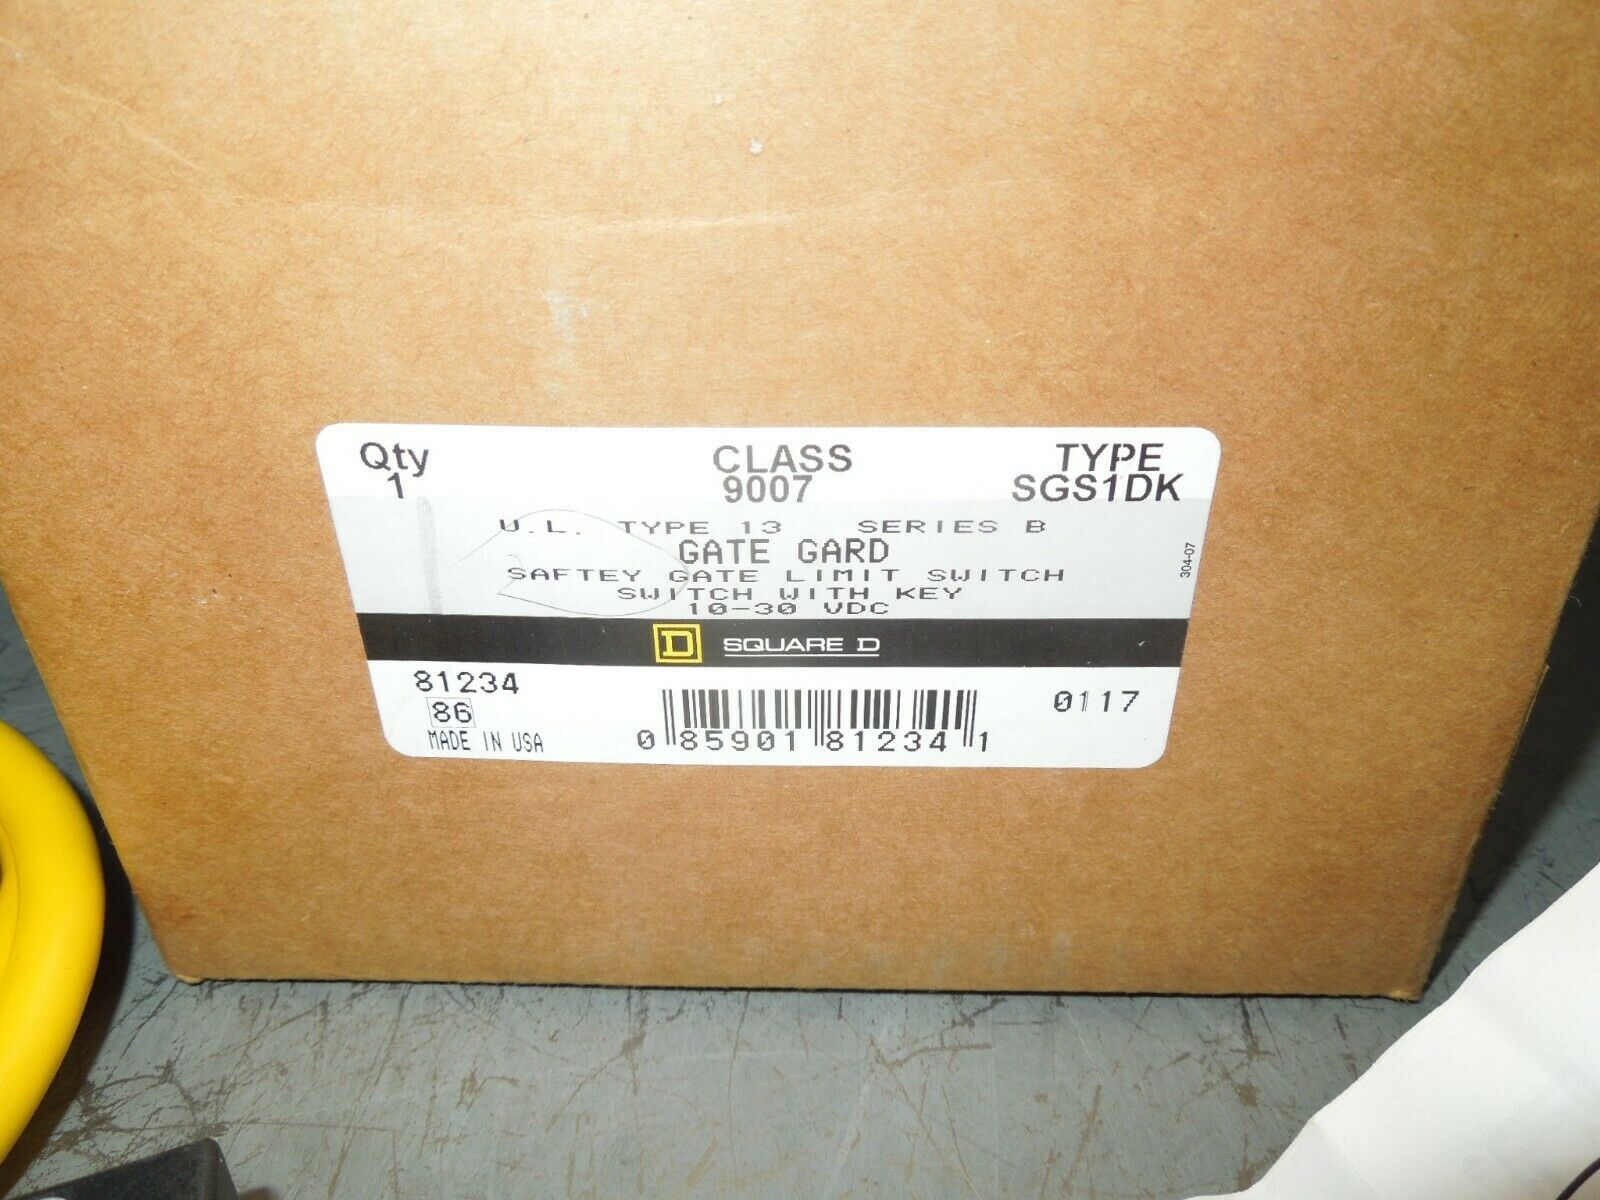 Qty CLASS TYPE
1 9007 SGS1DK
U.L. TYPE 13 SERIES B
GATE GARD
SAFTEY GATE LIMIT SWITCH
SWITCH WITH KEY
10-30 VDC
304-07
D SQUARE D
81234
86
MADE IN USA
0 85901 81234 1
0117